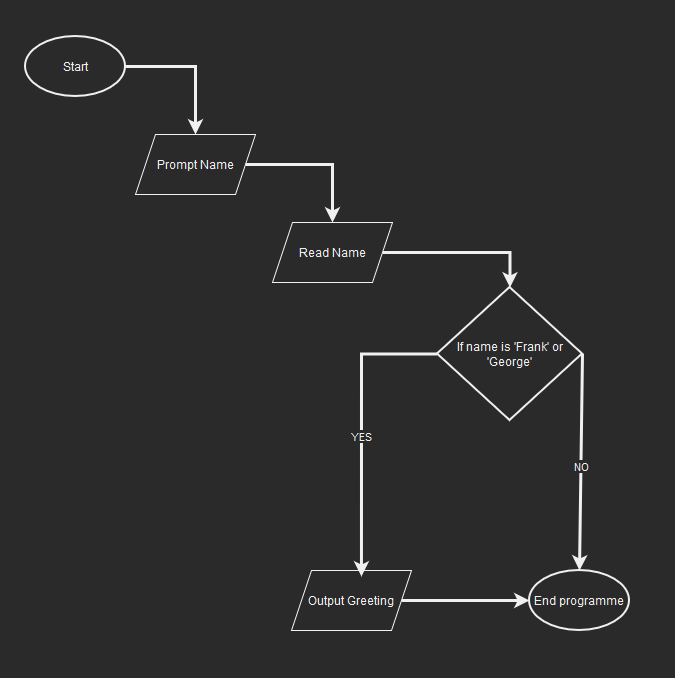 Start
Prompt Name
Read Name
If name is 'Frank' or
'George'
YES
NO
Output Greeting
End programme